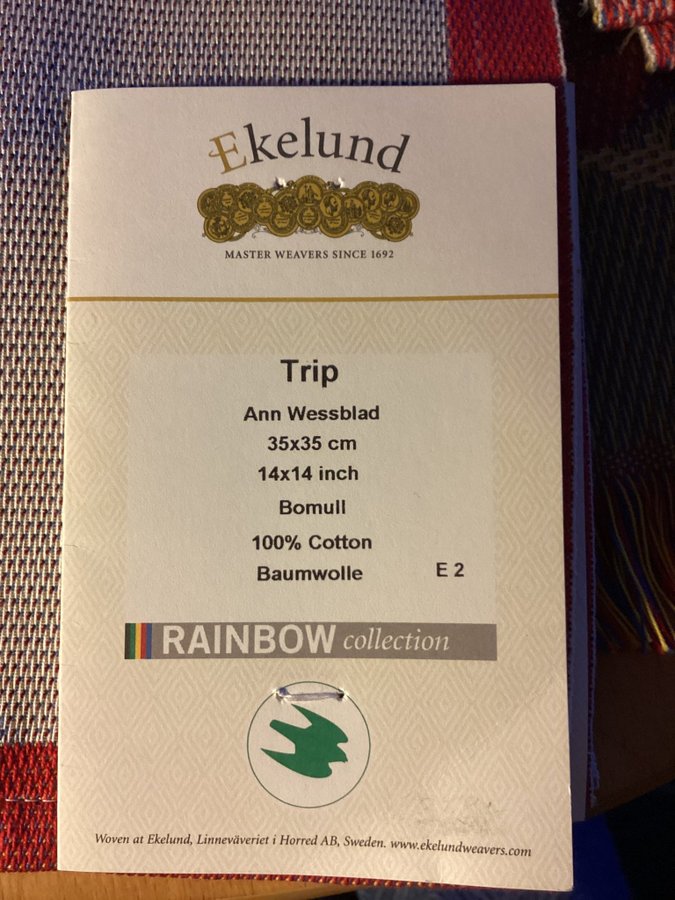 Ekelund
MASTER WEAVERS SINCE 1692
Trip
Ann Wessblad
35x35 cm
14x14 inch
Bomull
100% Cotton
Baumwolle E 2
RAINBOW collection
Woven at Ekelund, Linneväveriet i Horred AB, Sweden. www.ekelundweavers.com